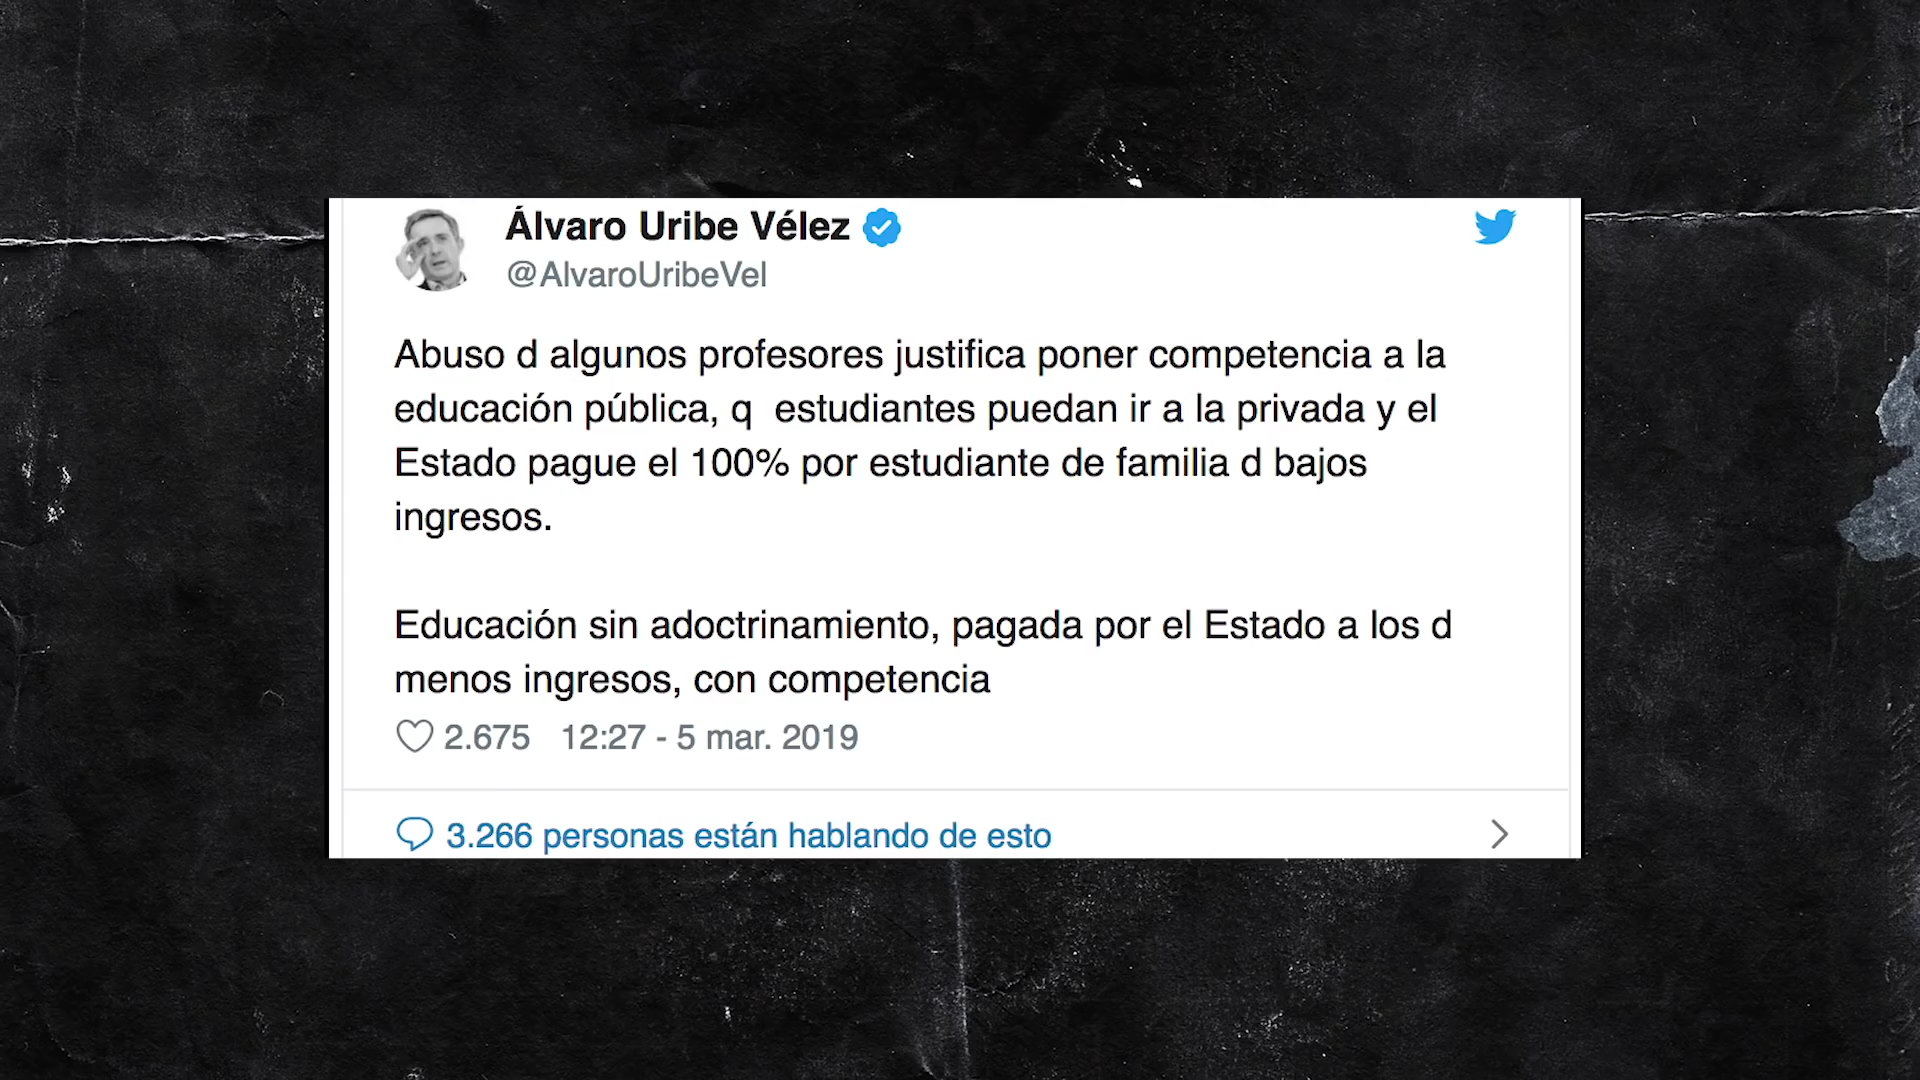 Álvaro Uribe Vélez
@AlvaroUribeVel
Abuso d algunos profesores justifica poner competencia a la
educación pública, q  estudiantes puedan ir a la privada y el
Estado pague el 100% por estudiante de familia d bajos
ingresos.
Educación sin adoctrinamiento, pagada por el Estado a los d
menos ingresos, con competencia
2.675 12:27 - 5 mar. 2019
3.266 personas están hablando de esto